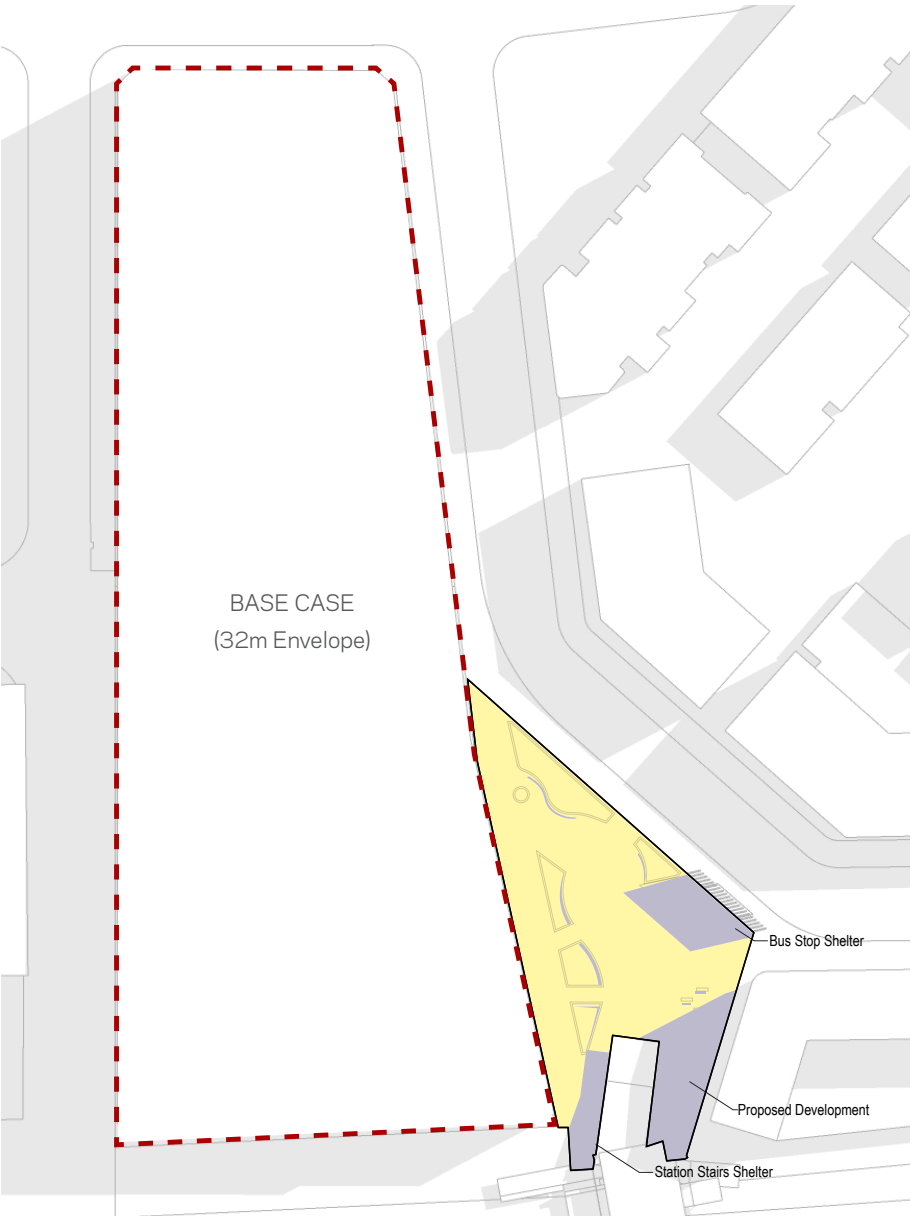 BASE CASE
(32m Envelope)
Bus Stop Shelter
Proposed Development
Station Stairs Shelter